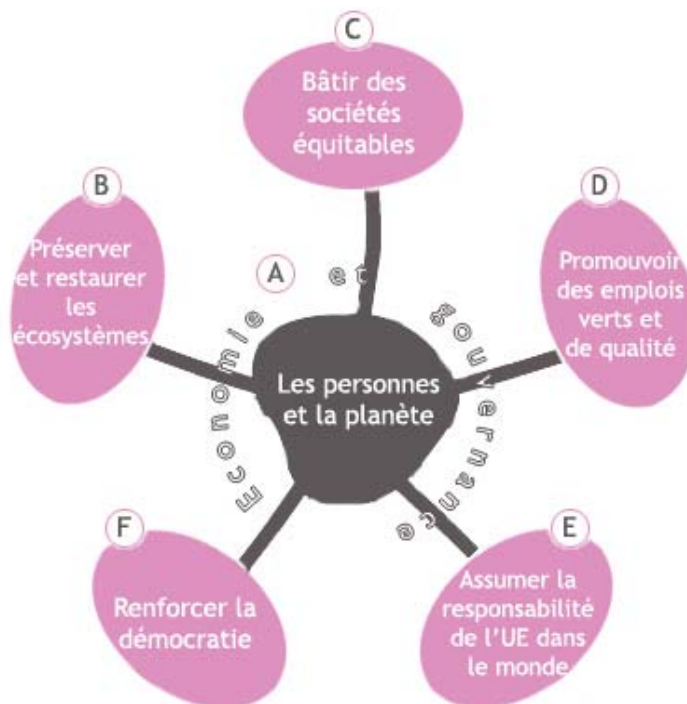 C
Bâtir des
sociétés
équitables
B
Préserver
et restaurer
les
écosystèmes
D
Promouvoir
des emplois
verts et
de qualité
A
Economie et gouvernance
Les personnes
et la planète
F
Renforcer la
démocratie
E
Assumer la
responsabilité
de l'UE dans
le monde